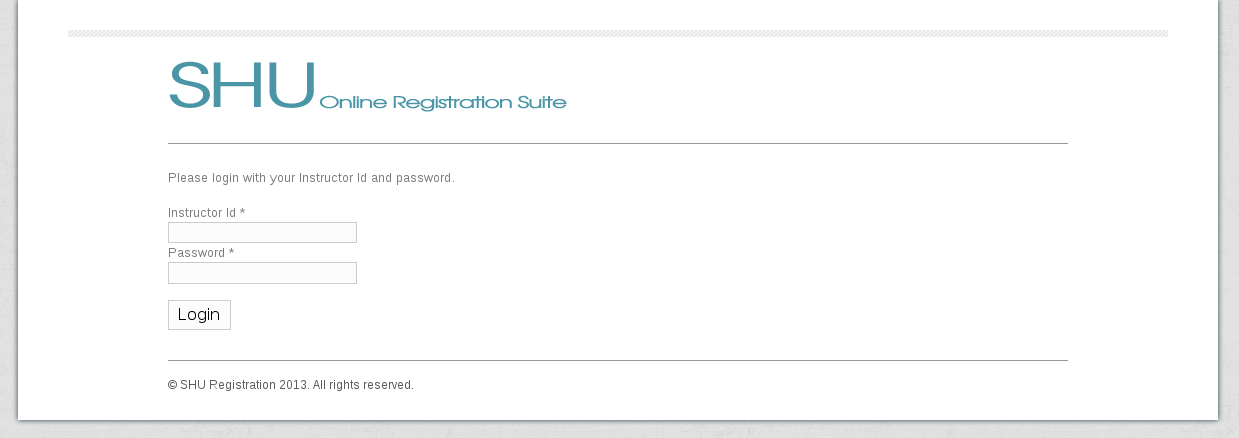 SHU Online Registration Suite
Please login with your Instructor Id and password.
Instructor Id *
Password *
Login
© SHU Registration 2013. All rights reserved.